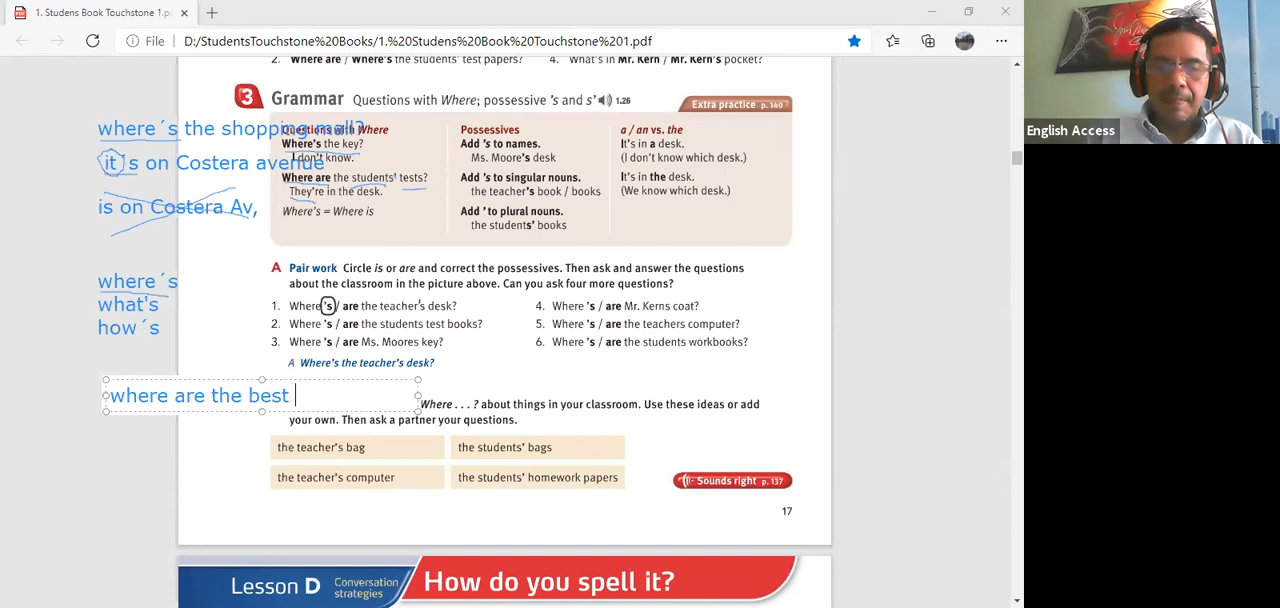 1. Studens Book Touchstone 1.p
File D:/StudentsTouchstone%20Books/1.%20Studens%20Book%20Touchstone%201.pdf
2. Where are / Where's the students' test papers? 4. What's in Mr. Kern / Mr. Kern's pocket?
3 Grammar Questions with Where; possessive 's and s' 1.26
Extra practice p. 140
where´s the shopping mall?
it´s on Costera avenue
is on Costera Av,
Questions with Where
Where's the key?
I don't know.
Where are the students' tests?
They're in the desk.
Where's = Where is
Possessives
Add 's to names.
Ms. Moore's desk
Add 's to singular nouns.
the teacher's book / books
Add ' to plural nouns.
the students' books
a / an vs. the
It's in a desk.
(I don't know which desk.)
It's in the desk.
(We know which desk.)
where´s
what's
how´s
A Pair work Circle is or are and correct the possessives. Then ask and answer the questions
about the classroom in the picture above. Can you ask four more questions?
1. Where 's / are the teacher's desk?
2. Where 's / are the students test books?
3. Where 's / are Ms. Moores key?
4. Where 's / are Mr. Kerns coat?
5. Where 's / are the teachers computer?
6. Where 's / are the students workbooks?
A Where's the teacher's desk?
where are the best
Where . . . ? about things in your classroom. Use these ideas or add
your own. Then ask a partner your questions.
the teacher's bag
the students' bags
the teacher's computer
the students' homework papers
Sounds right p. 137
17
Lesson D Conversation strategies
How do you spell it?
English Access